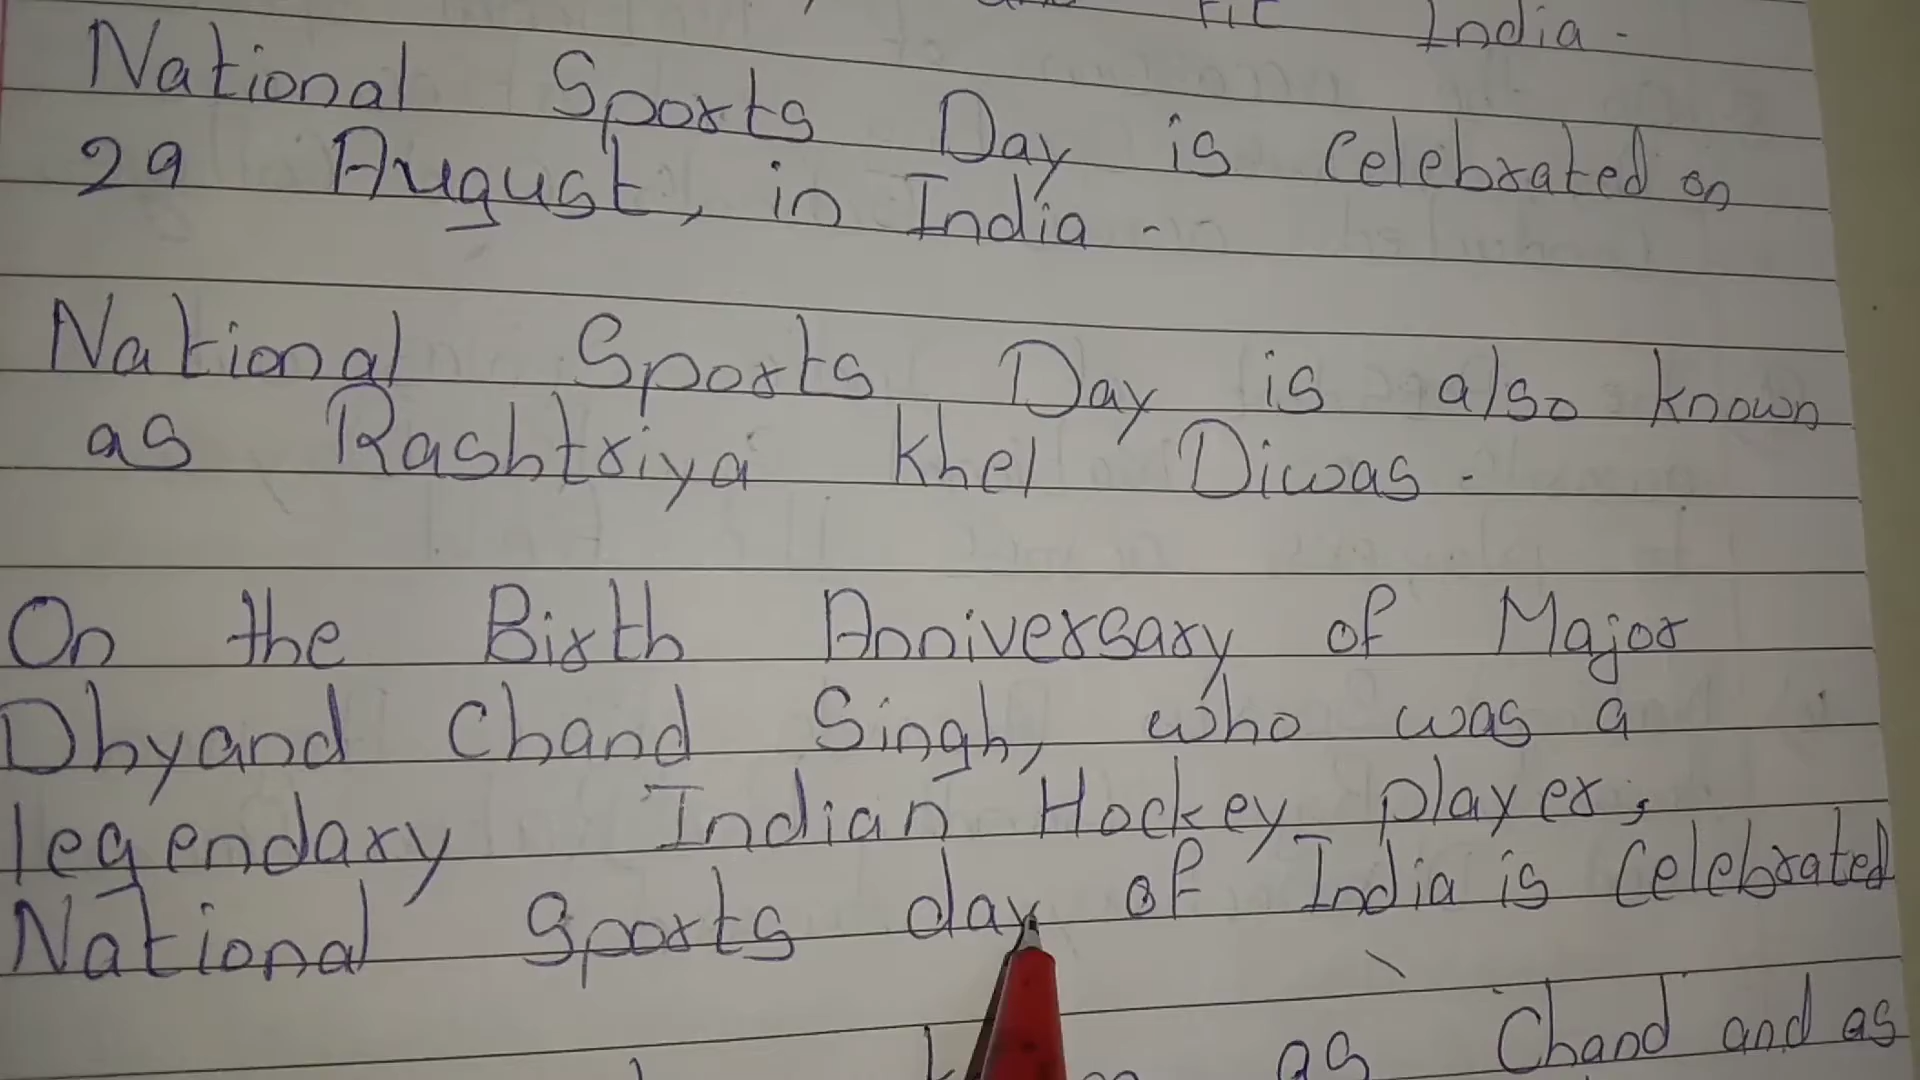 Fit India.
National Sports Day is Celebrated on
29 August, in India.
National Sports Day is also known
as Rashtriya Khel Diwas.
On the Birth Anniversary of Major
Dhyand Chand Singh, who was a
legendary Indian Hockey player,
National Sports day of India is Celebrated
as Chand and as